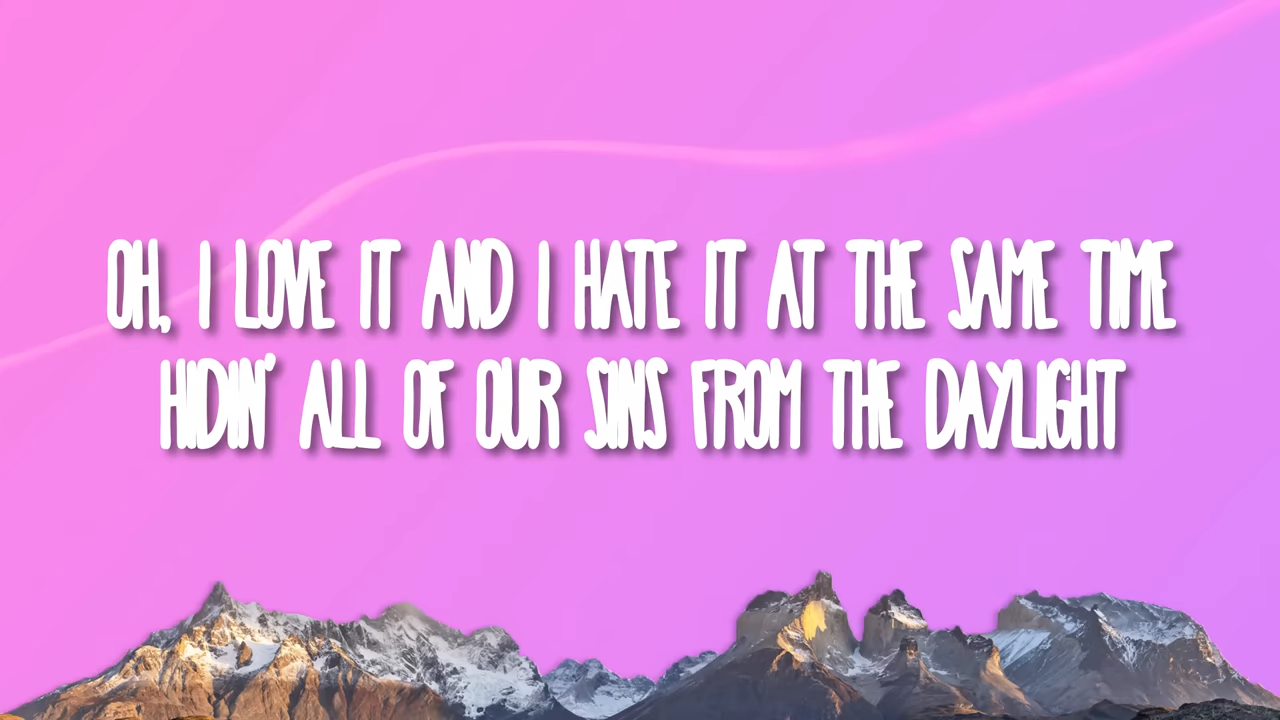 OH, I LOVE IT AND I HATE IT AT THE SAME TIME
HIDIN' ALL OF OUR SINS FROM THE DAYLIGHT